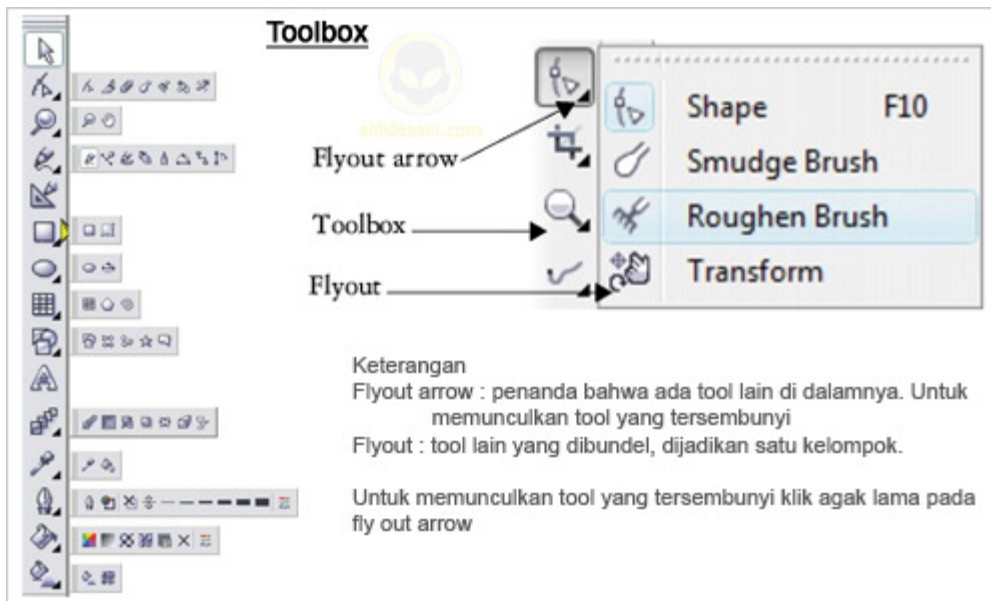 Toolbox
ahlidesain.com
Flyout arrow
Toolbox
Flyout
Shape F10
Smudge Brush
Roughen Brush
Transform
Keterangan
Flyout arrow : penanda bahwa ada tool lain di dalamnya. Untuk
memunculkan tool yang tersembunyi
Flyout : tool lain yang dibundel, dijadikan satu kelompok.
Untuk memunculkan tool yang tersembunyi klik agak lama pada
fly out arrow